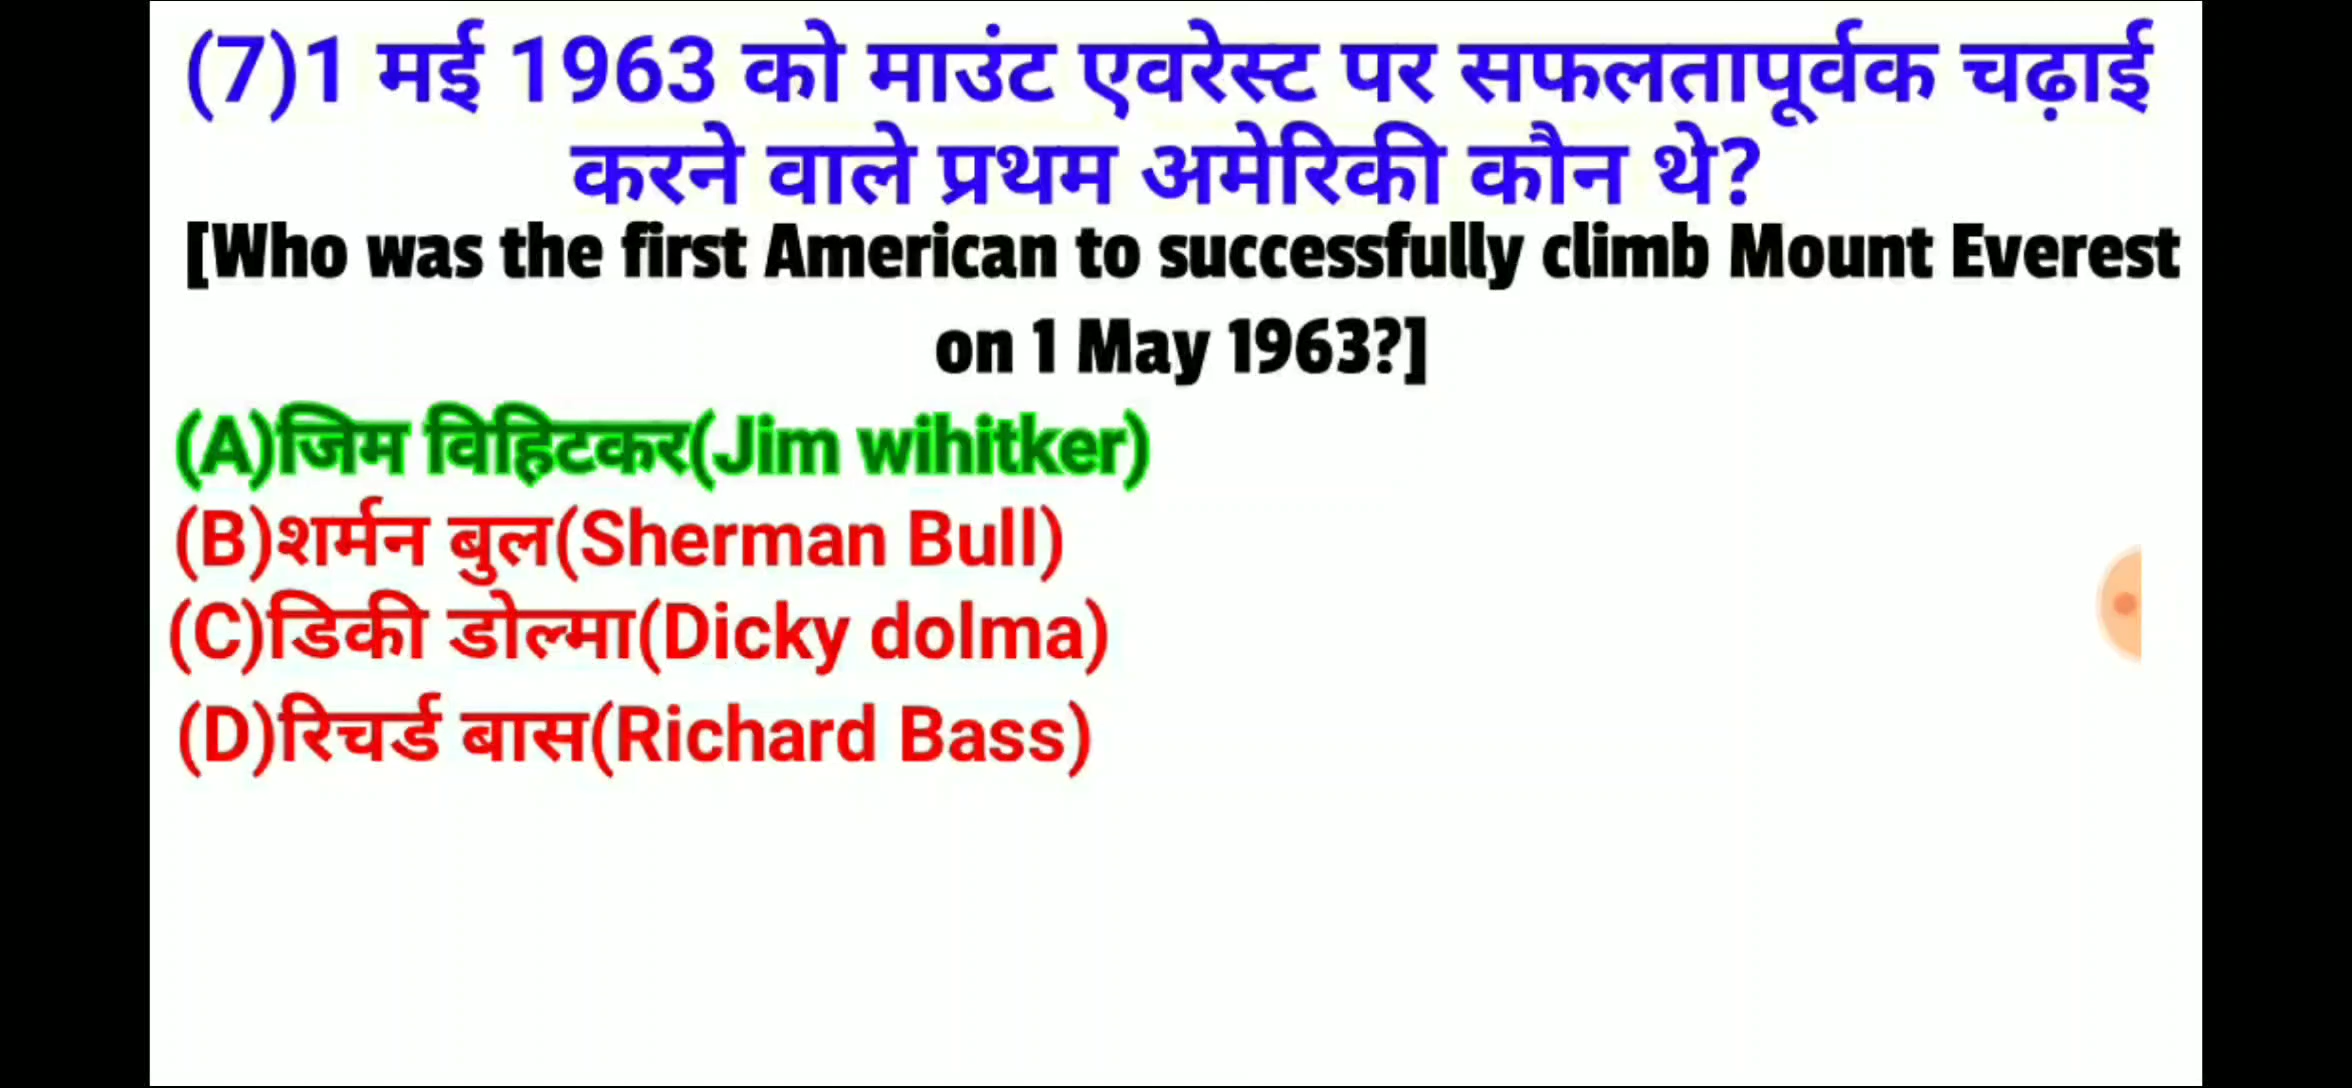 (7)1 मई 1963 को माउंट एवरेस्ट पर सफलतापूर्वक चढ़ाई
करने वाले प्रथम अमेरिकी कौन थे?
[Who was the first American to successfully climb Mount Everest
on 1 May 1963?]
(A)जिम विहिटकर(Jim wihitker)
(B)शर्मन बुल(Sherman Bull)
(C)डिकी डोल्मा(Dicky dolma)
(D)रिचर्ड बास(Richard Bass)